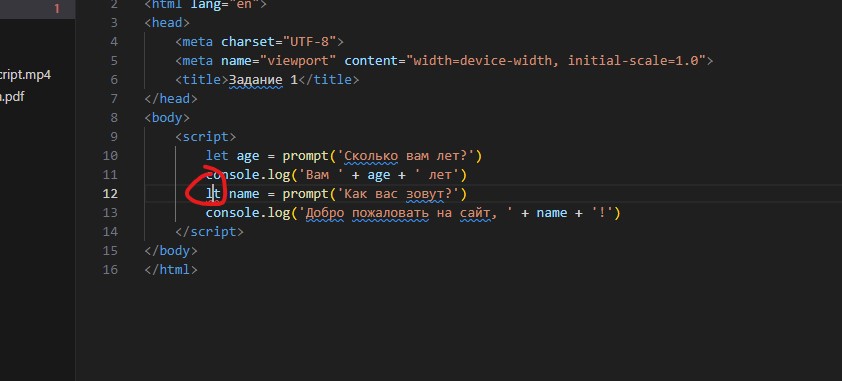 1
2 <html lang="en">
3 <head>
4 <meta charset="UTF-8">
5 <meta name="viewport" content="width=device-width, initial-scale=1.0">
cript.mp4
6 <title>Задание 1</title>
.pdf
7 </head>
8 <body>
9 <script>
10 let age = prompt('Сколько вам лет?')
11 console.log('Вам ' + age + ' лет')
12 lt name = prompt('Как вас зовут?')
13 console.log('Добро пожаловать на сайт, ' + name + '!')
14 </script>
15 </body>
16 </html>